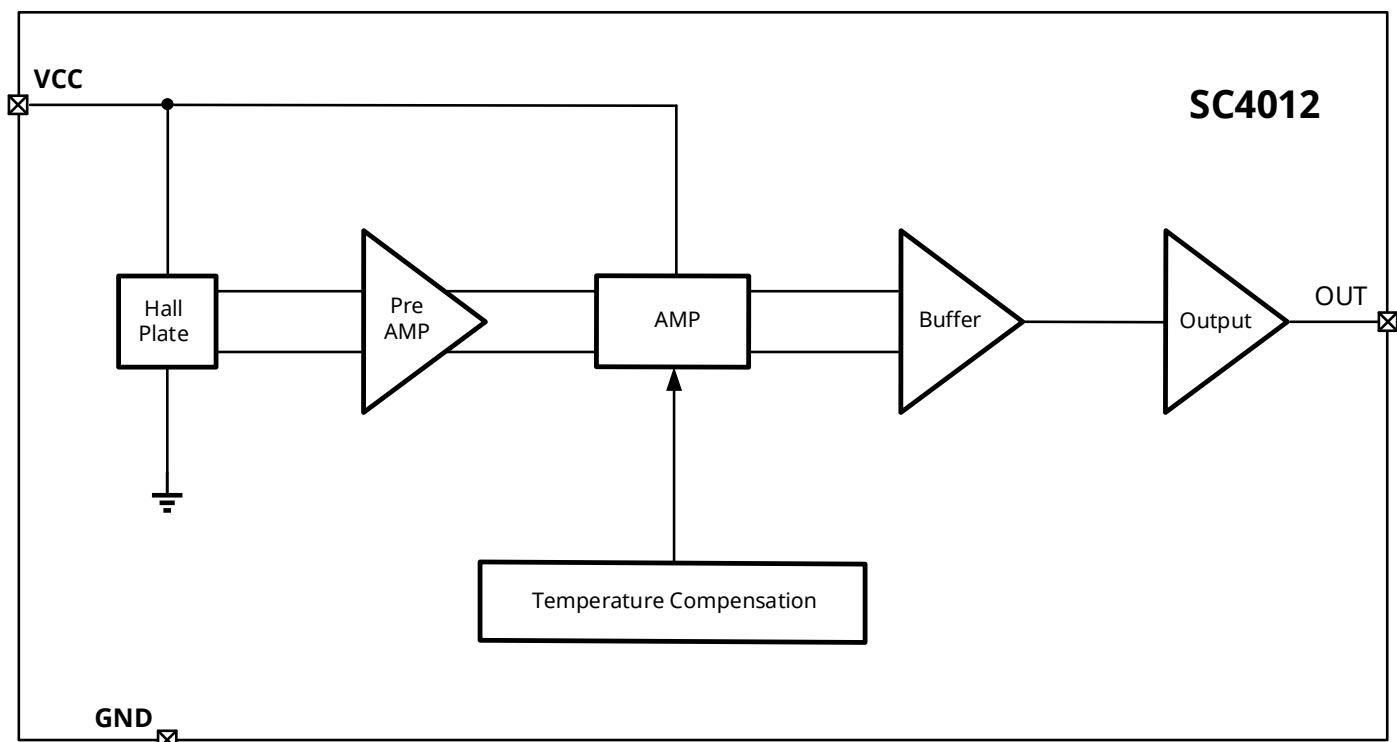 VCC
SC4012
Hall
Plate
Pre
AMP
AMP
Buffer
Output
OUT
Temperature Compensation
GND